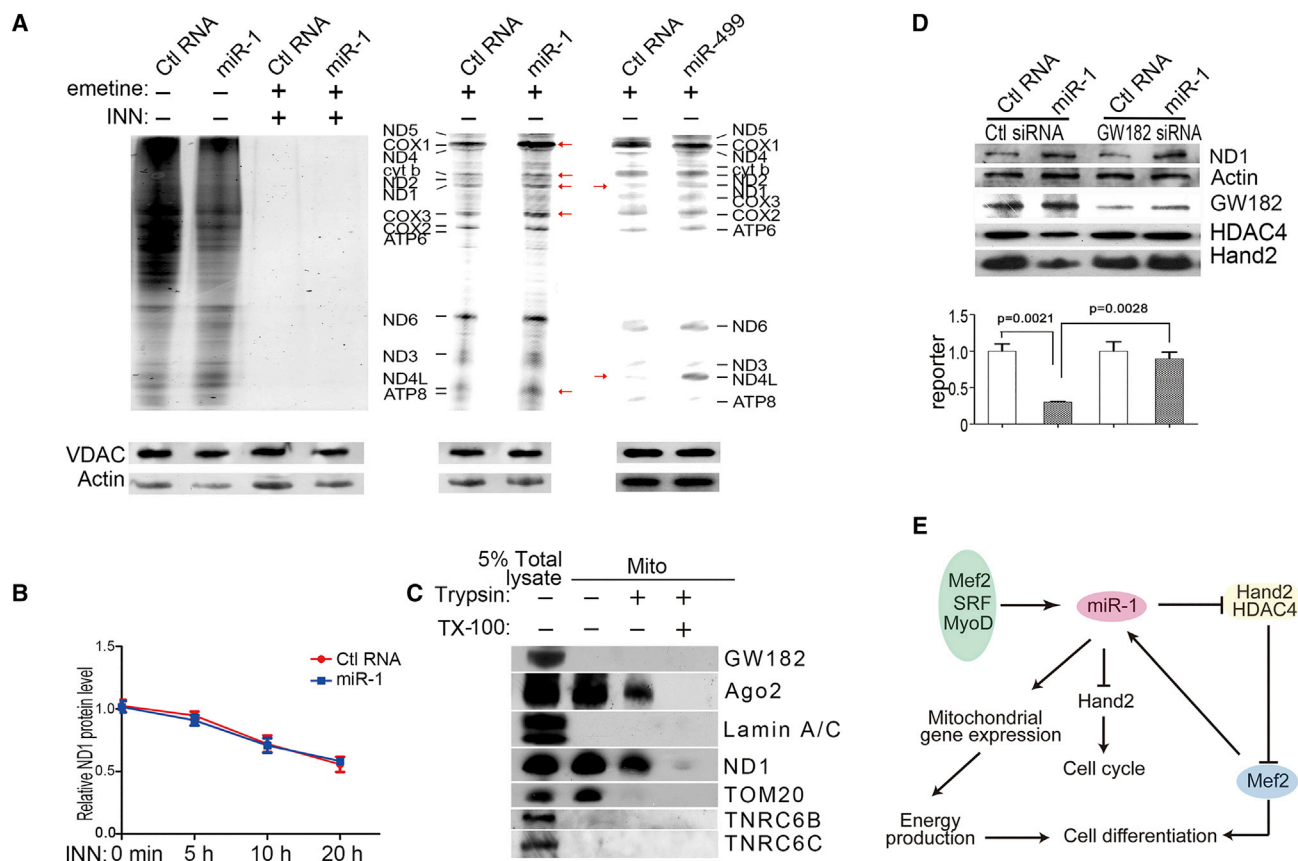 A
Ctl RNA
miR-1
Ctl RNA
miR-1
Ctl RNA
miR-1
Ctl RNA
miR-499
emetine: − − + + + + + +
INN: − − + + − − − −
ND5
COX1
ND4
cyt b
ND2
ND1
COX3
COX2
ATP6
ND6
ND3
ND4L
ATP8
ND5
COX1
ND4
cyt b
ND2
ND1
COX3
COX2
ATP6
ND6
ND3
ND4L
ATP8
VDAC
Actin
B
Relative ND1 protein level
1.5
1.0
0.5
0.0
Ctl RNA
miR-1
INN: 0 min 5 h 10 h 20 h
C
5% Total
lysate
Mito
Trypsin: − − + +
TX-100: − − − +
GW182
Ago2
Lamin A/C
ND1
TOM20
TNRC6B
TNRC6C
D
Ctl RNA
miR-1
Ctl RNA
miR-1
Ctl siRNA GW182 siRNA
ND1
Actin
GW182
HDAC4
Hand2
reporter
1.5
1.0
0.5
0
p=0.0021
p=0.0028
E
Mef2
SRF
MyoD
miR-1
Hand2
HDAC4
Mitochondrial
gene expression
Hand2
Cell cycle
Mef2
Energy
production
Cell differentiation